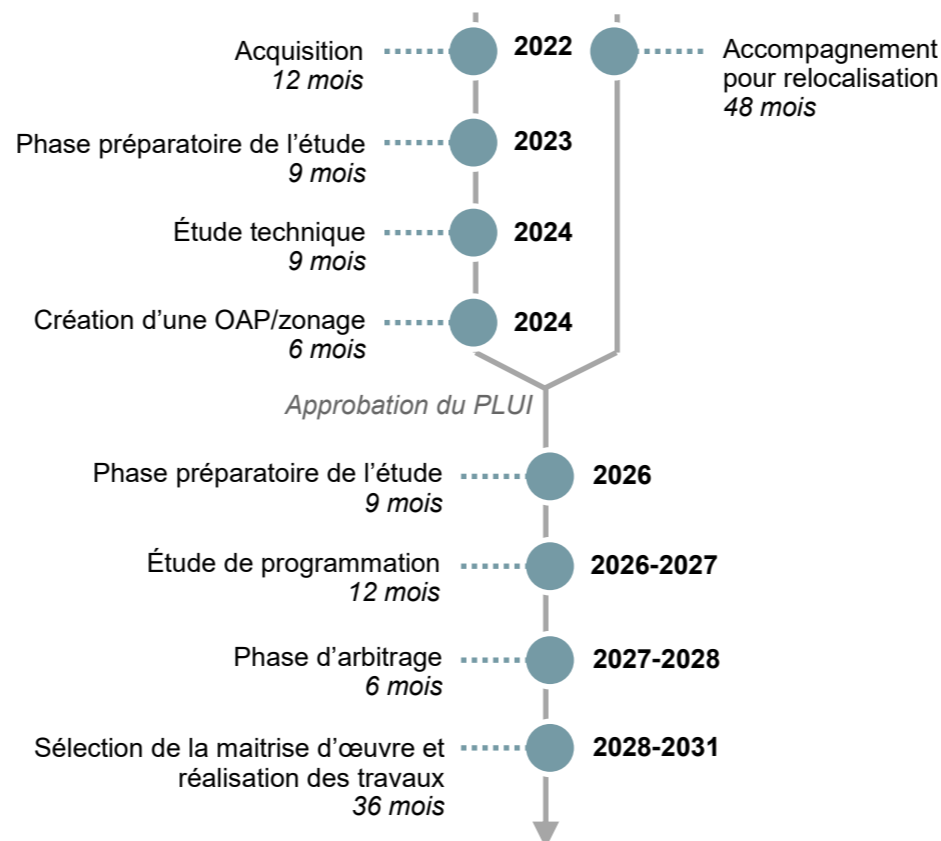 Acquisition
12 mois
2022
Accompagnement
pour relocalisation
48 mois
Phase préparatoire de l'étude
9 mois
2023
Étude technique
9 mois
2024
Création d'une OAP/zonage
6 mois
2024
Approbation du PLUI
Phase préparatoire de l'étude
9 mois
2026
Étude de programmation
12 mois
2026-2027
Phase d'arbitrage
6 mois
2027-2028
Sélection de la maitrise d'œuvre et
réalisation des travaux
36 mois
2028-2031